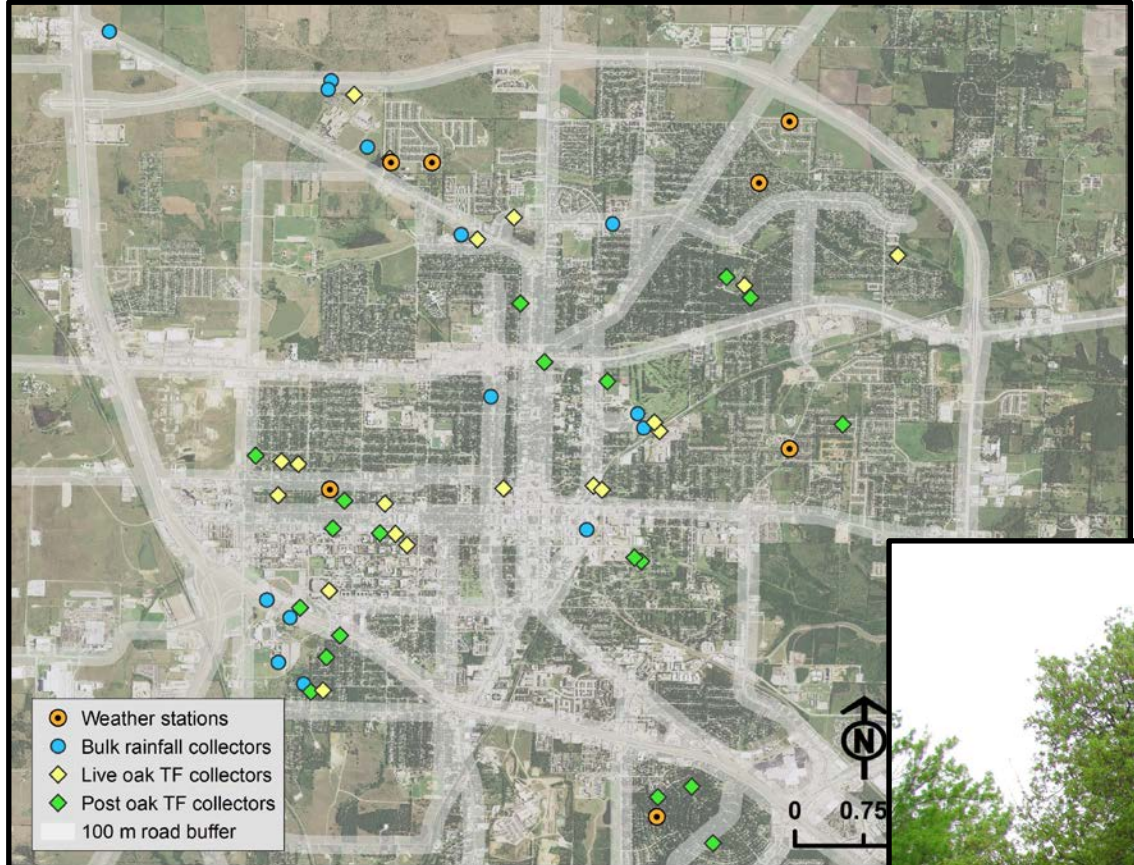 Weather stations
Bulk rainfall collectors
Live oak TF collectors
Post oak TF collectors
100 m road buffer
N
0 0.75